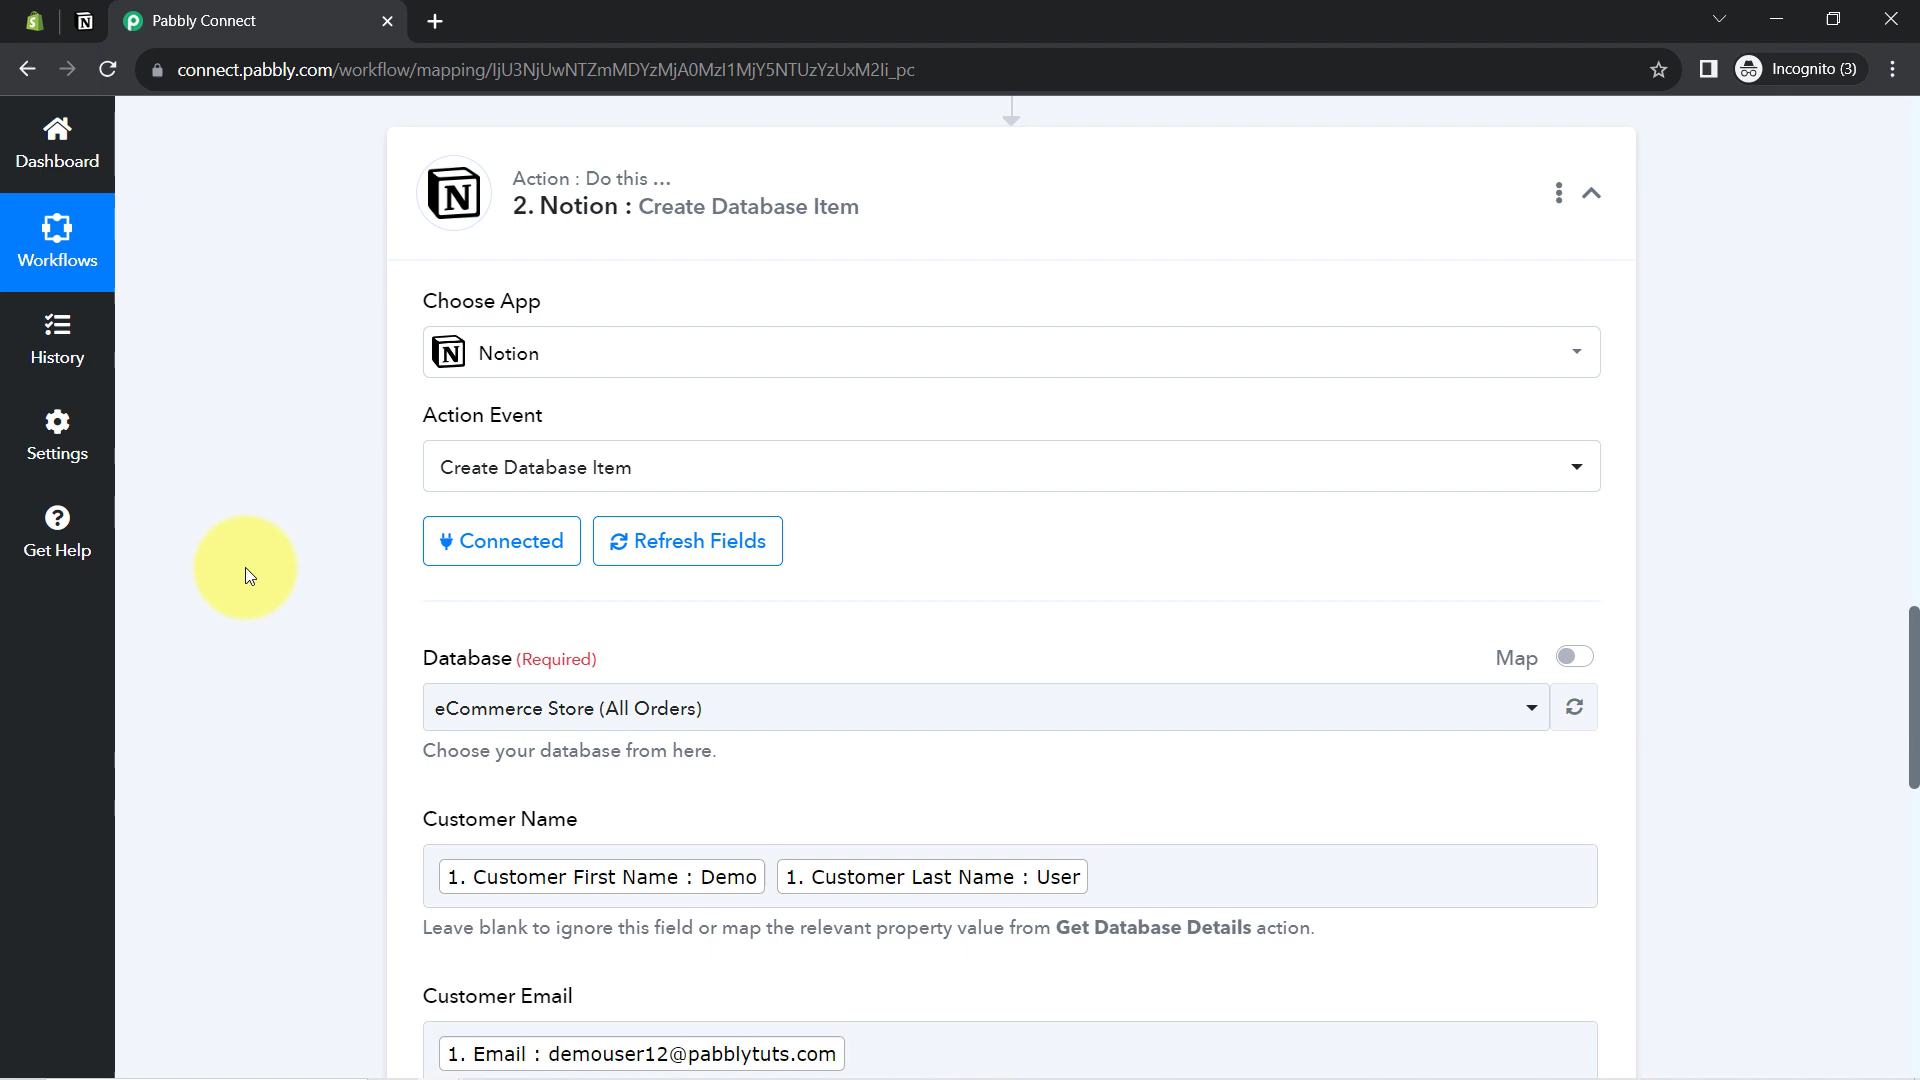 Pabbly Connect
connect.pabbly.com/workflow/mapping/IjU3NjUwNTZmMDYzMjA0MzI1MjY5NTUzYzUxM2Ii_pc
Incognito (3)
Dashboard
Workflows
History
Settings
Get Help
Action : Do this ...
2. Notion : Create Database Item
Choose App
Notion
Action Event
Create Database Item
Connected
Refresh Fields
Database (Required)
Map
eCommerce Store (All Orders)
Choose your database from here.
Customer Name
1. Customer First Name : Demo
1. Customer Last Name : User
Leave blank to ignore this field or map the relevant property value from Get Database Details action.
Customer Email
1. Email : demouser12@pabblytuts.com